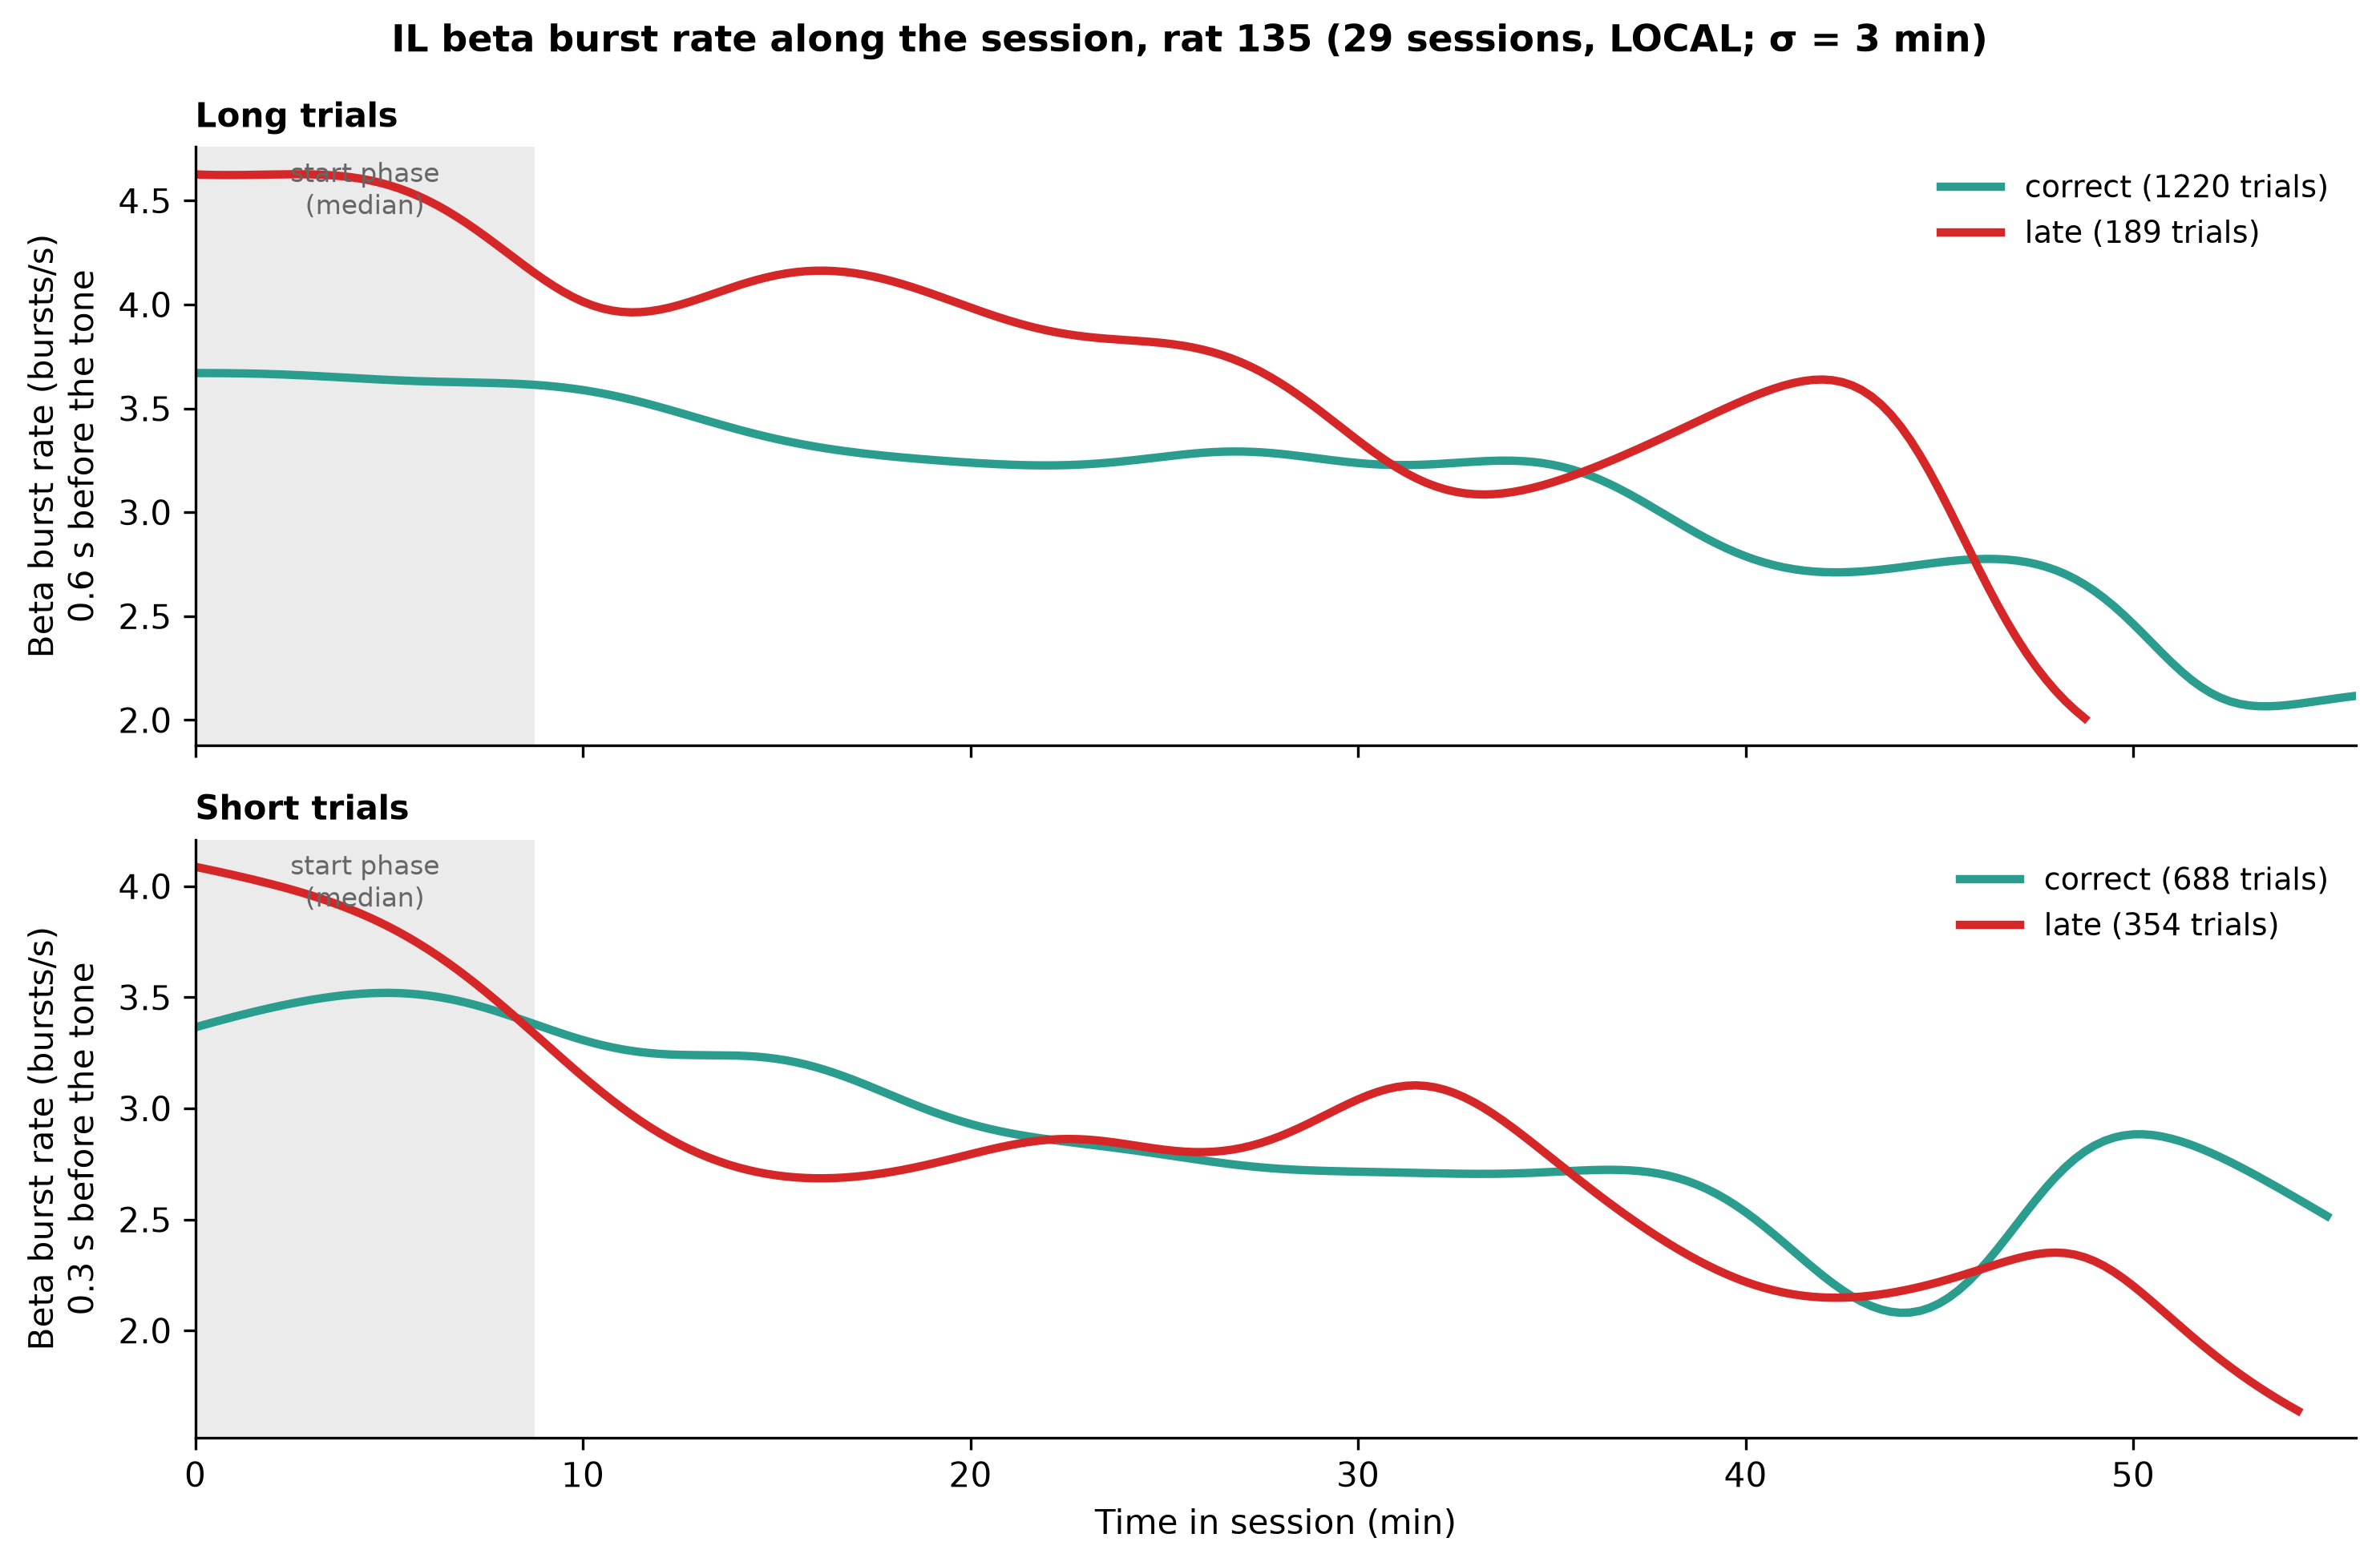 IL beta burst rate along the session, rat 135 (29 sessions, LOCAL; σ = 3 min)
Long trials
start phase
(median)
correct (1220 trials)
late (189 trials)
Beta burst rate (bursts/s)
0.6 s before the tone
4.5
4.0
3.5
3.0
2.5
2.0
Short trials
start phase
(median)
correct (688 trials)
late (354 trials)
Beta burst rate (bursts/s)
0.3 s before the tone
4.0
3.5
3.0
2.5
2.0
0 10 20 30 40 50
Time in session (min)